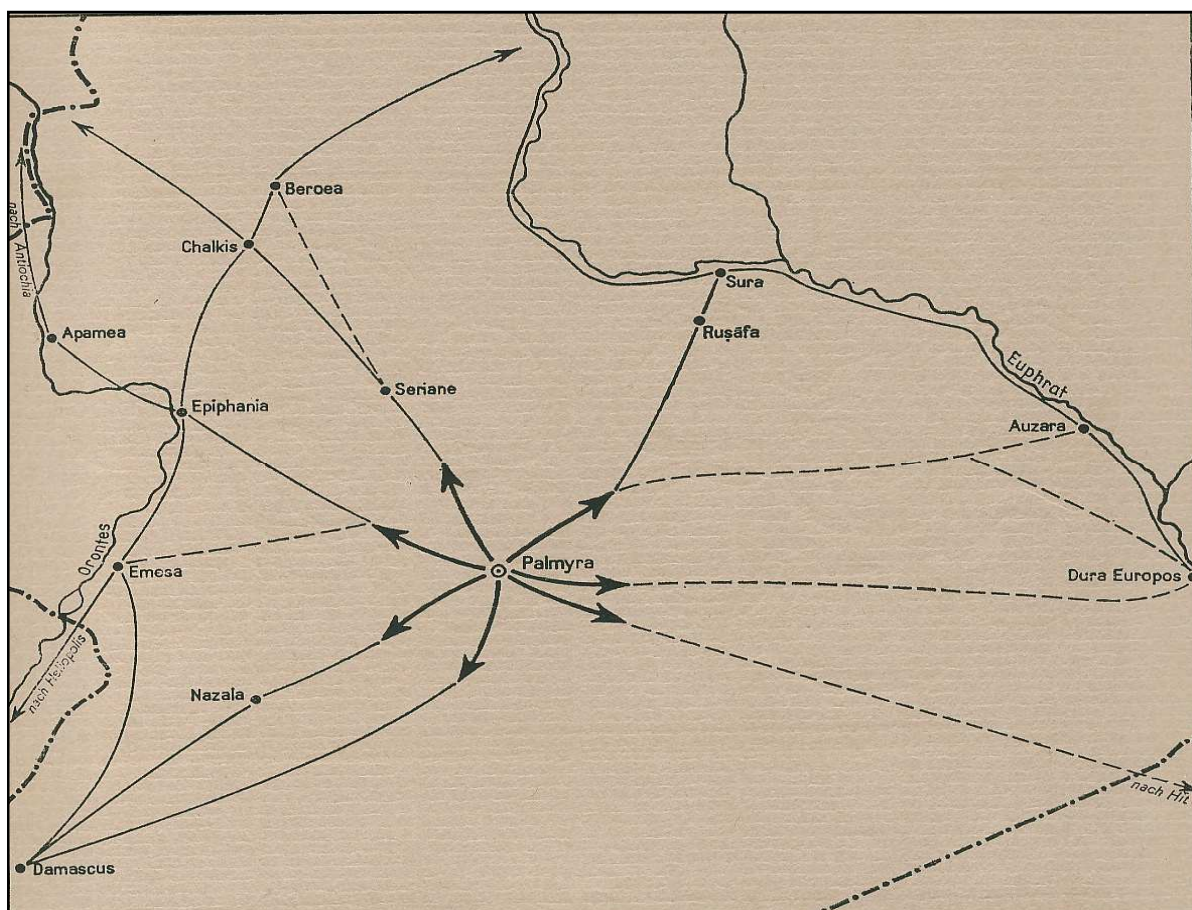 Beroea
Chalkis
nach Antiochia
Sura
Apamea
Ruṣāfa
Euphrat
Seriane
Epiphania
Auzara
Orontes
Palmyra
Emesa
Dura Europos
nach Heliopolis
Nazala
nach Hit
Damascus